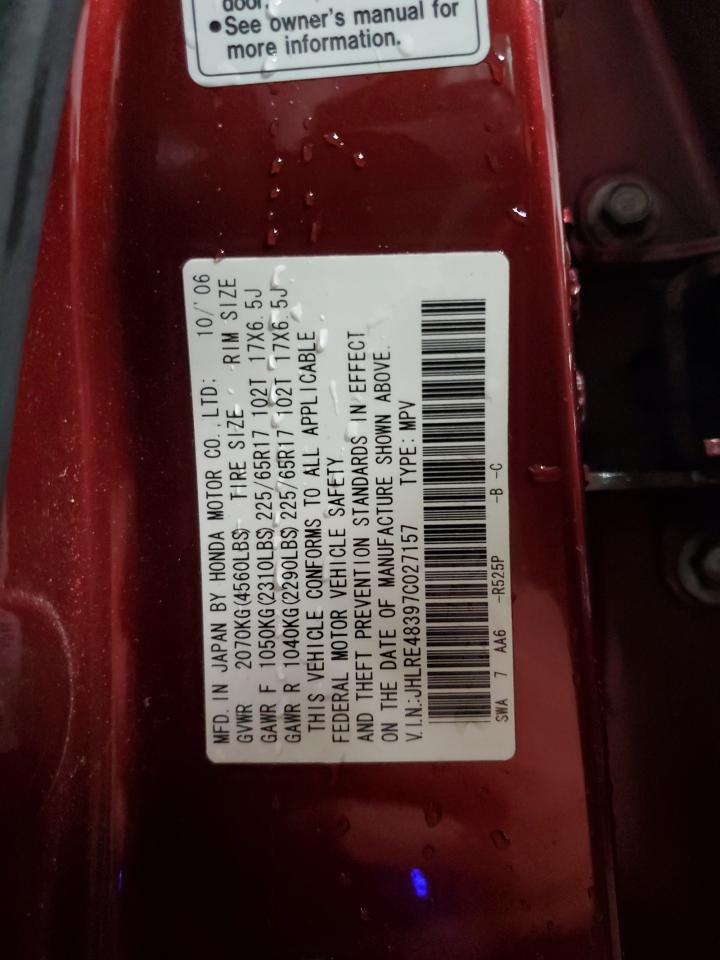 door.
•See owner's manual for
more information.
MFD. IN JAPAN BY HONDA MOTOR CO.,LTD: 10/'06
GVWR 2070KG(4560LBS) TIRE SIZE RIM SIZE
GAWR F 1050KG(2310LBS) 225/65R17 102T 17X6.5J
GAWR R 1040KG(2290LBS) 225/65R17 102T 17X6.5J
THIS VEHICLE CONFORMS TO ALL APPLICABLE
FEDERAL MOTOR VEHICLE SAFETY
AND THEFT PREVENTION STANDARDS IN EFFECT
ON THE DATE OF MANUFACTURE SHOWN ABOVE.
V.I.N:JHLRE48397C027157 TYPE:MPV
SWA 7 AA6 -R525P -B -C